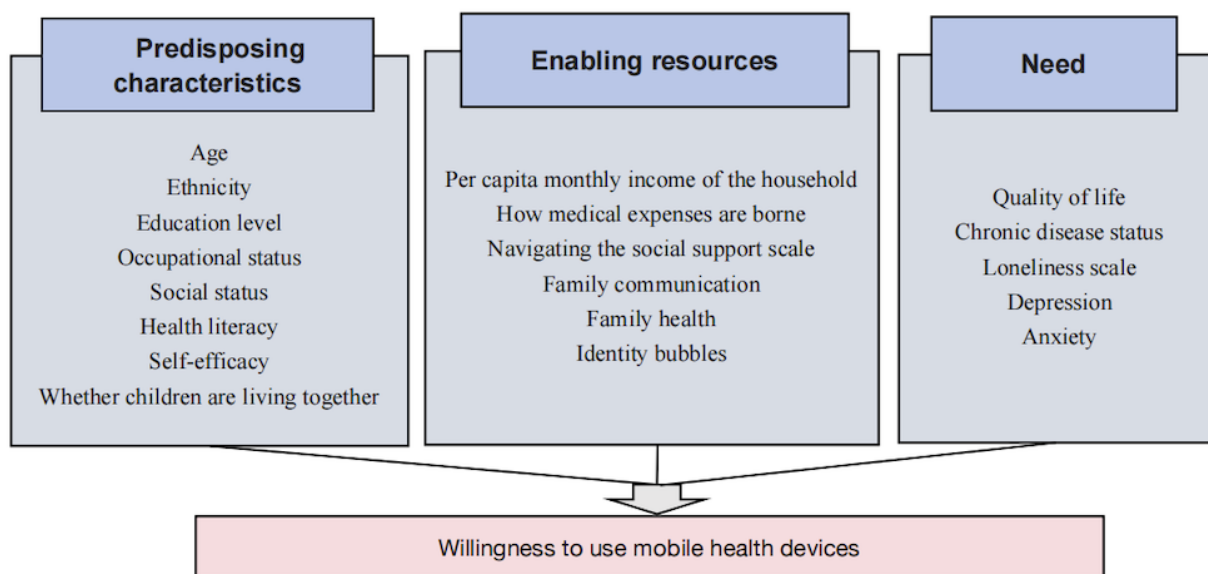 Predisposing
characteristics
Age
Ethnicity
Education level
Occupational status
Social status
Health literacy
Self-efficacy
Whether children are living together
Enabling resources
Per capita monthly income of the household
How medical expenses are borne
Navigating the social support scale
Family communication
Family health
Identity bubbles
Need
Quality of life
Chronic disease status
Loneliness scale
Depression
Anxiety
Willingness to use mobile health devices